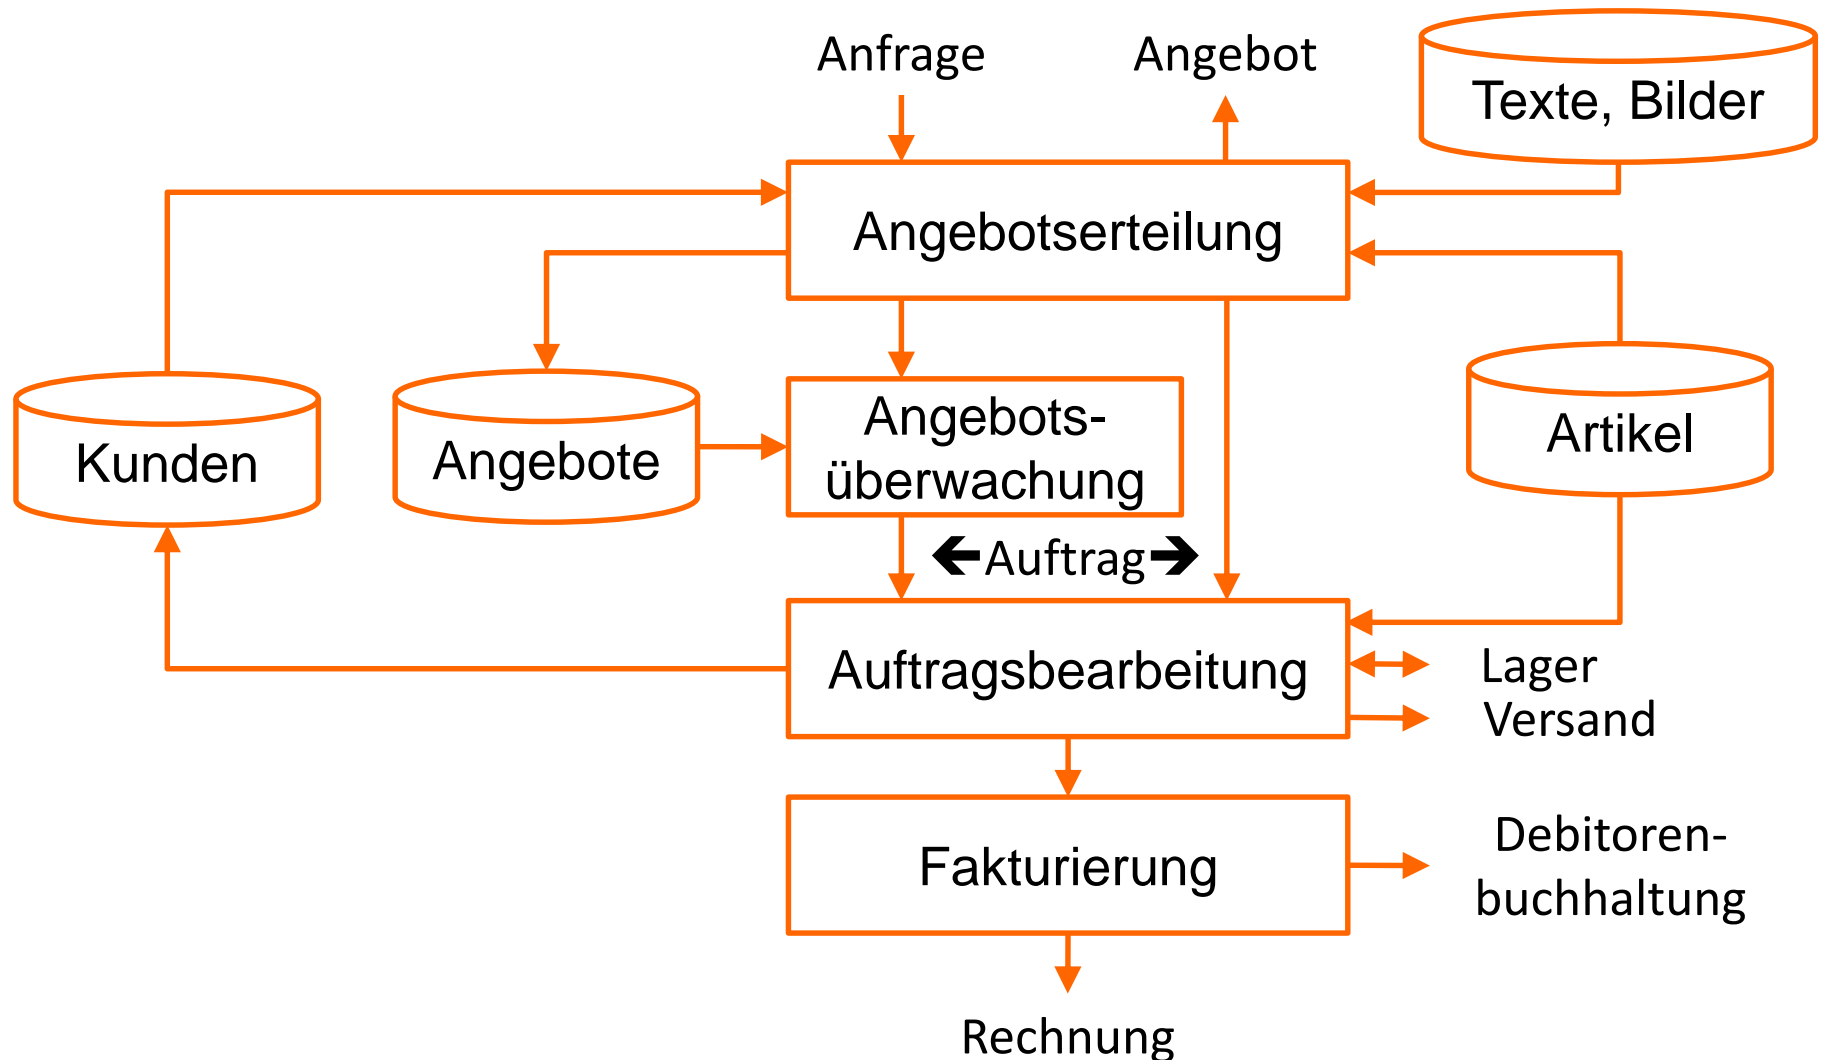 Anfrage
Angebot
Texte, Bilder
Angebotserteilung
Kunden
Angebote
Angebots-
überwachung
Artikel
🡸Auftrag🡺
Auftragsbearbeitung
Lager
Versand
Fakturierung
Debitoren-
buchhaltung
Rechnung